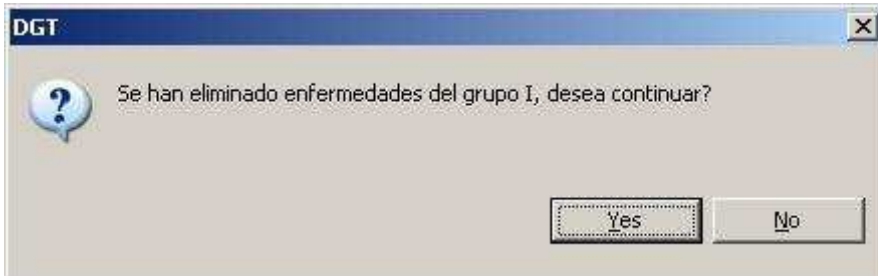 DGT
Se han eliminado enfermedades del grupo I, desea continuar?
Yes
No